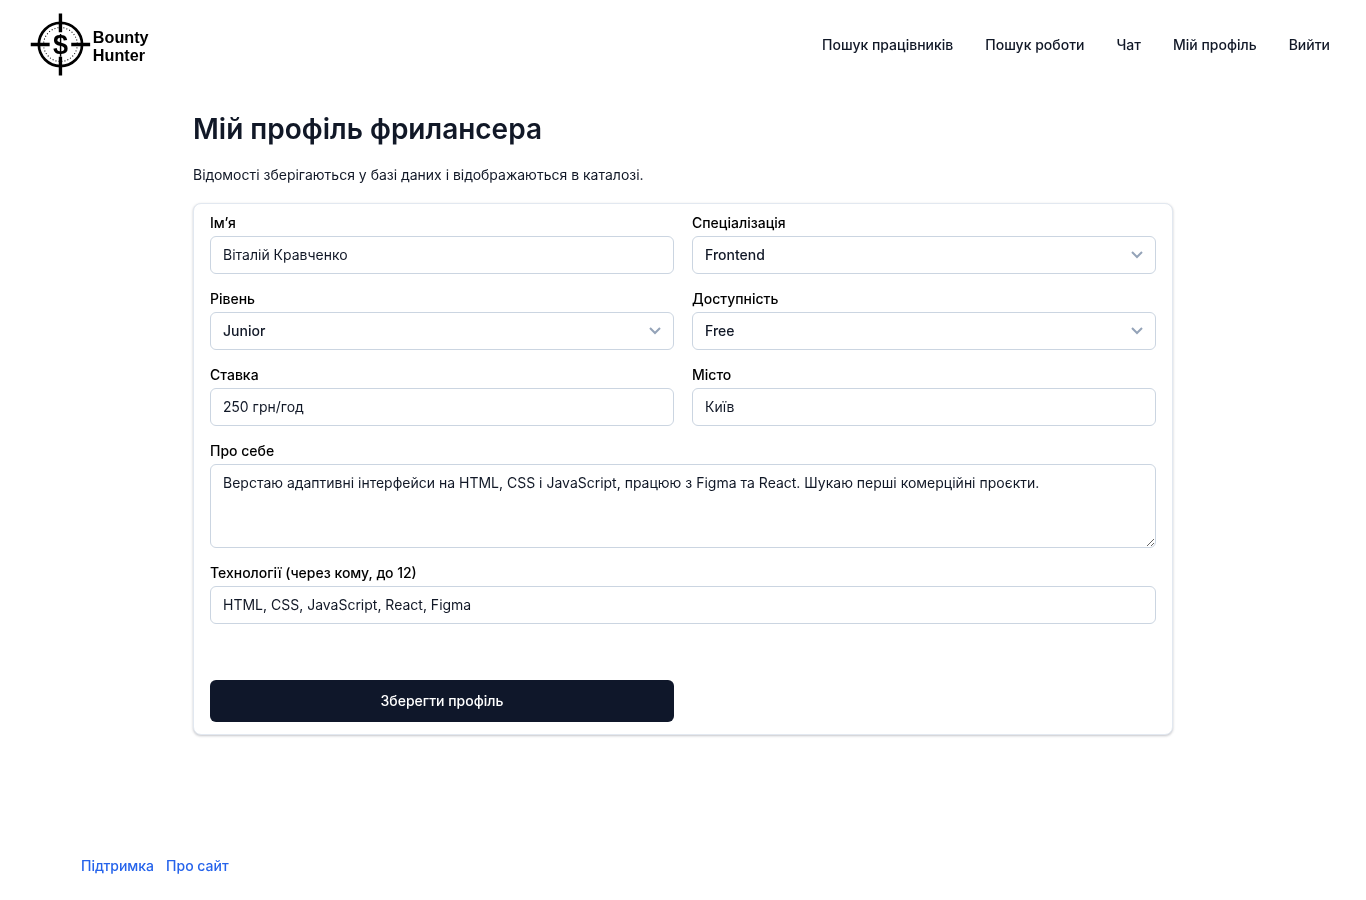 $ Bounty
Hunter
Пошук працівників Пошук роботи Чат Мій профіль Вийти
Мій профіль фрилансера
Відомості зберігаються у базі даних і відображаються в каталозі.
Ім’я Спеціалізація
Віталій Кравченко Frontend
Рівень Доступність
Junior Free
Ставка Місто
250 грн/год Київ
Про себе
Верстаю адаптивні інтерфейси на HTML, CSS і JavaScript, працюю з Figma та React. Шукаю перші комерційні проєкти.
Технології (через кому, до 12)
HTML, CSS, JavaScript, React, Figma
Зберегти профіль
Підтримка Про сайт